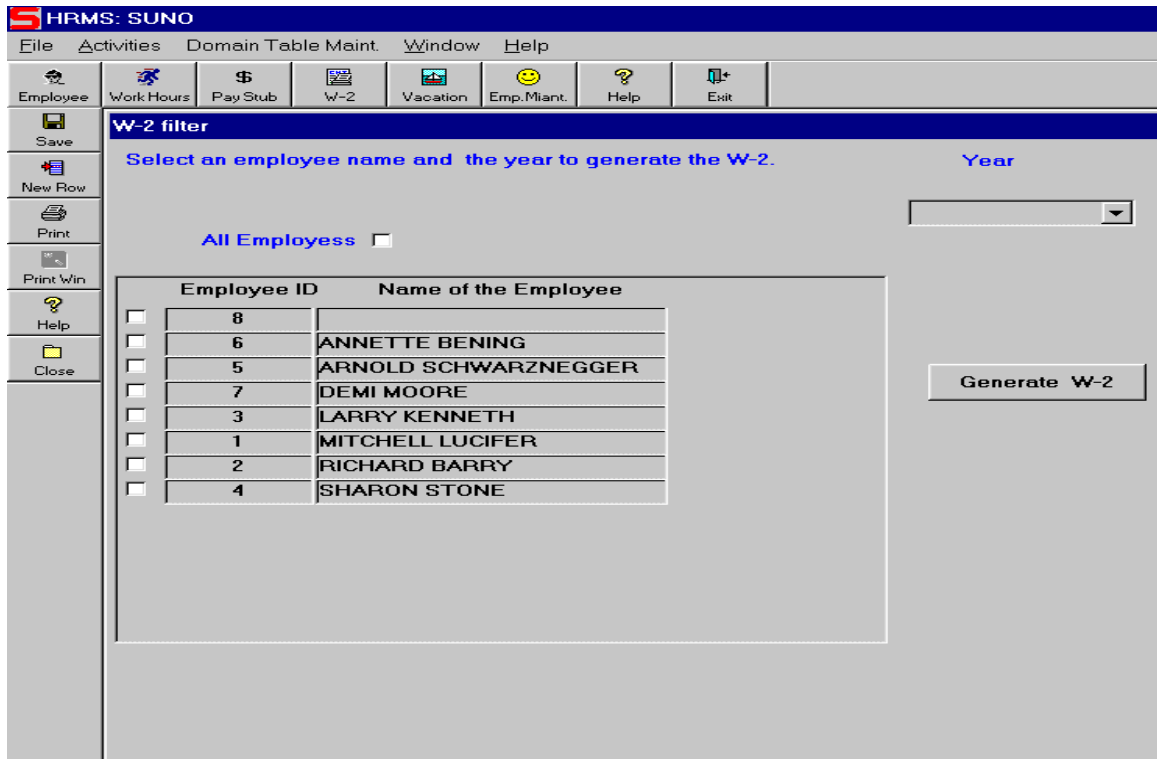 HRMS: SUNO
File Activities Domain Table Maint. Window Help
Employee Work Hours Pay Stub W-2 Vacation Emp.Miant. Help Exit
Save
New Row
Print
Print Win
Help
Close
W-2 filter
Select an employee name and the year to generate the W-2.
Year
All Employess
Employee ID Name of the Employee
8
6 ANNETTE BENING
5 ARNOLD SCHWARZNEGGER
7 DEMI MOORE
3 LARRY KENNETH
1 MITCHELL LUCIFER
2 RICHARD BARRY
4 SHARON STONE
Generate W-2